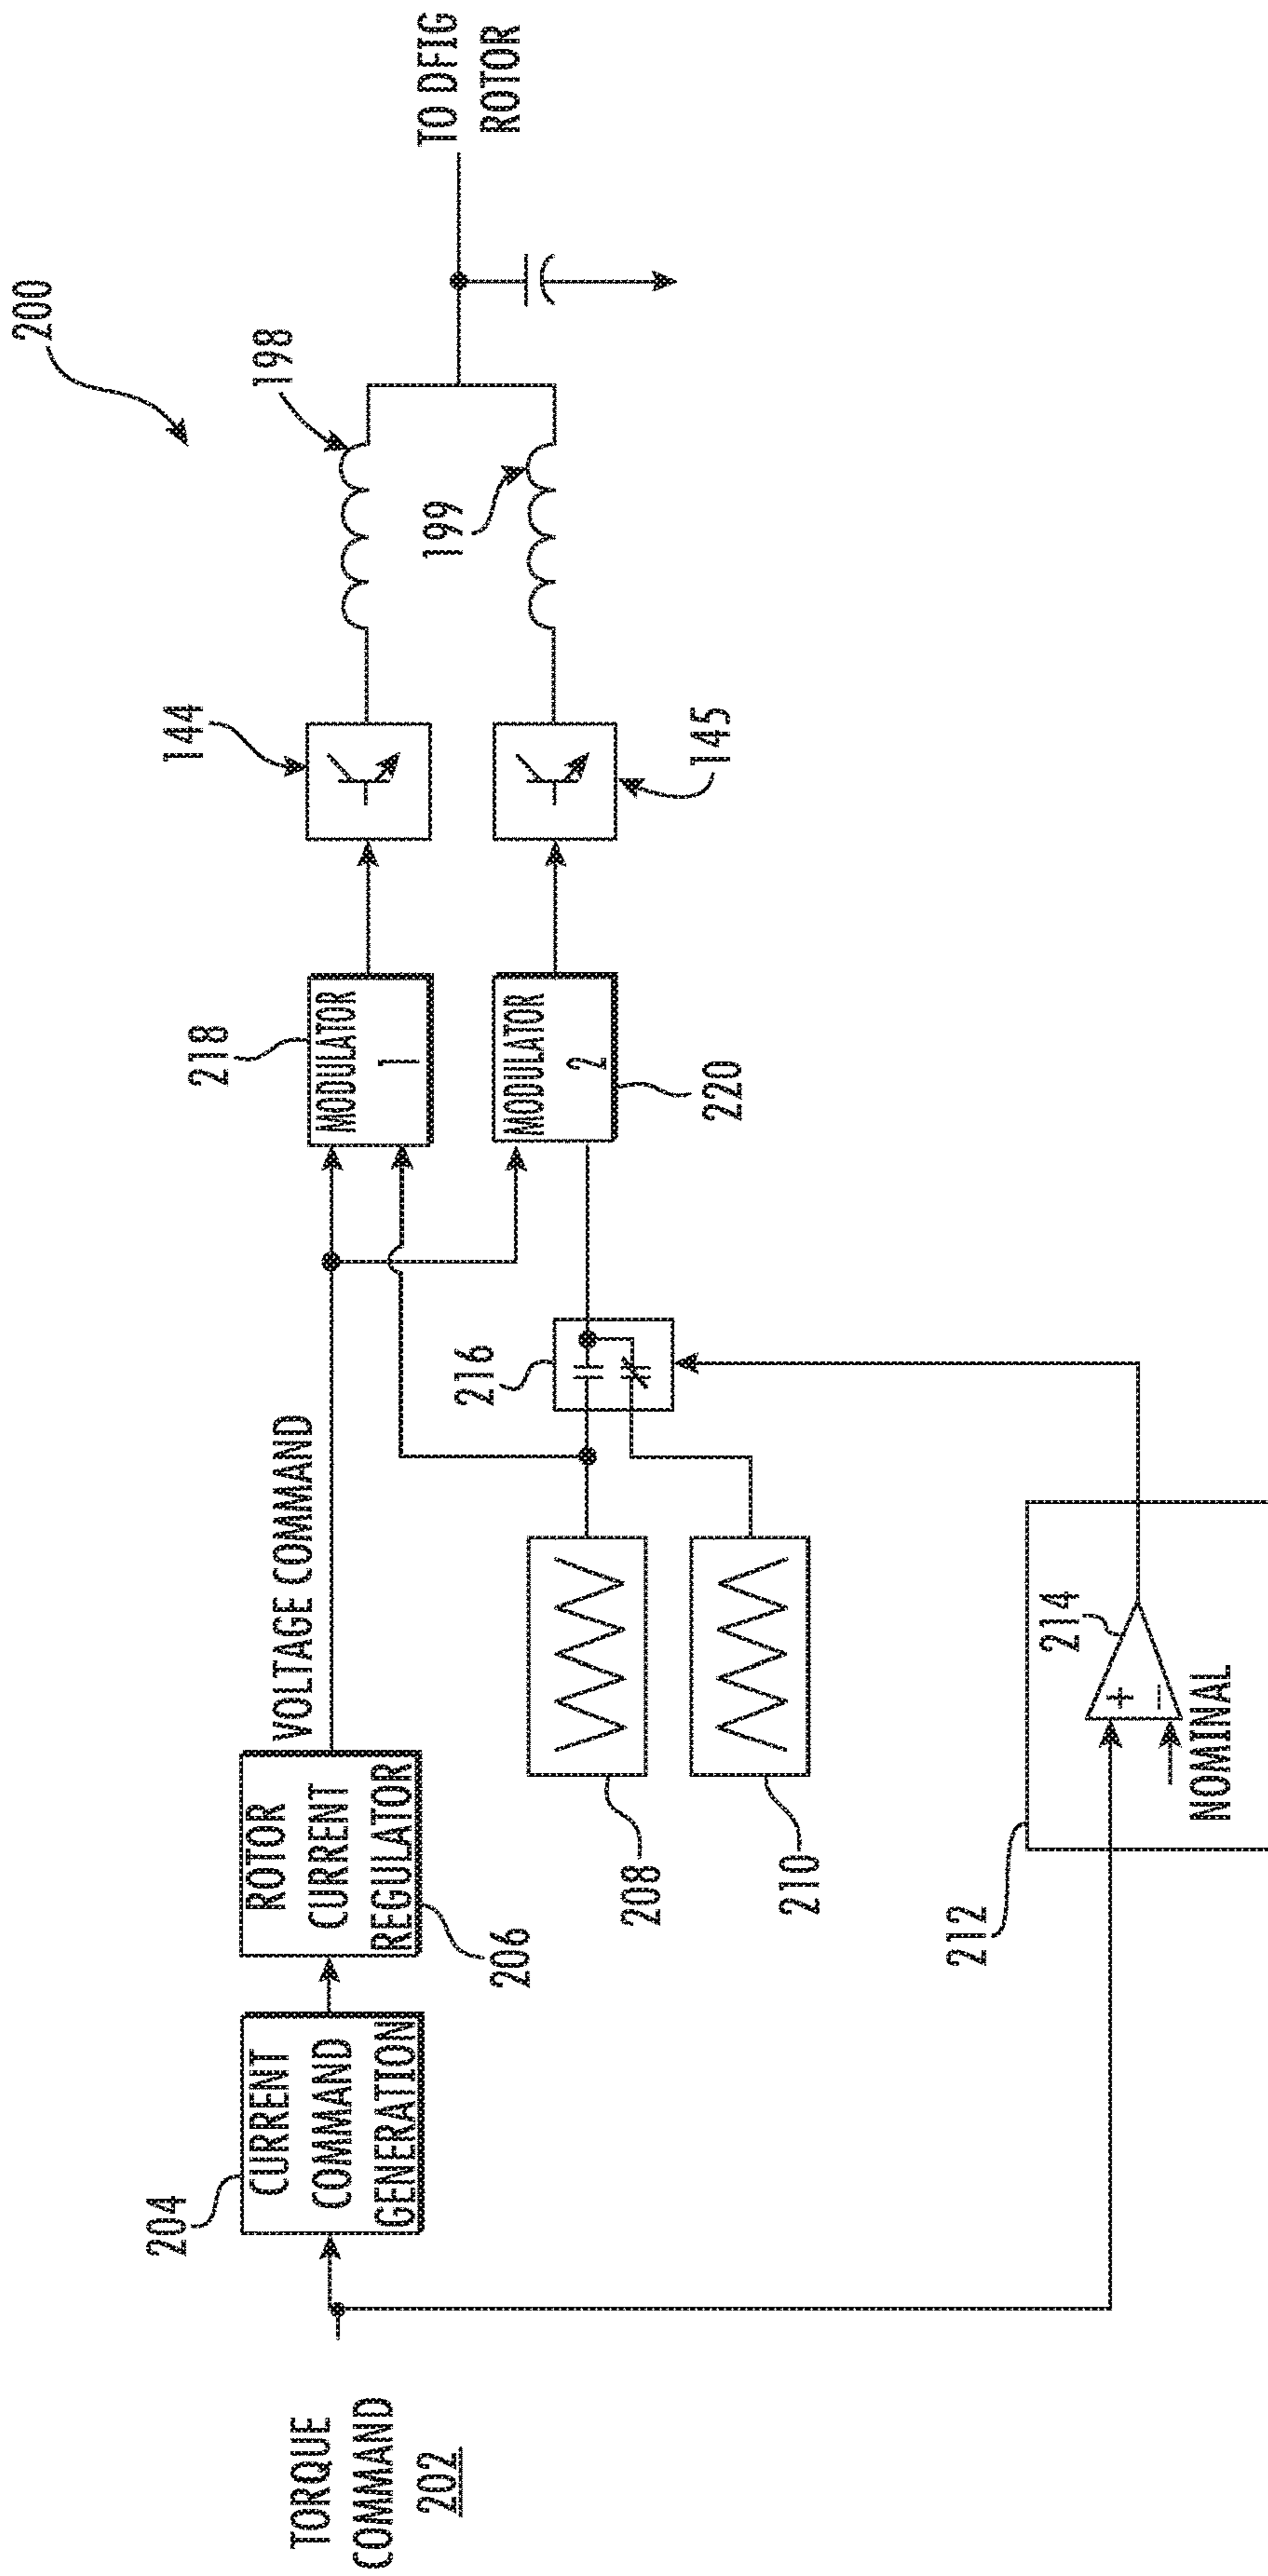 200
TORQUE
COMMAND
202
204
CURRENT
COMMAND
GENERATION
ROTOR
CURRENT
REGULATOR
206
VOLTAGE COMMAND
208
210
212
214
+
−
NOMINAL
216
218
MODULATOR
1
MODULATOR
2
220
144
145
198
199
TO DFIG
ROTOR